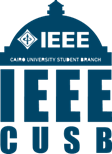 IEEE
CAIRO UNIVERSITY STUDENT BRANCH
IEEE
CUSB